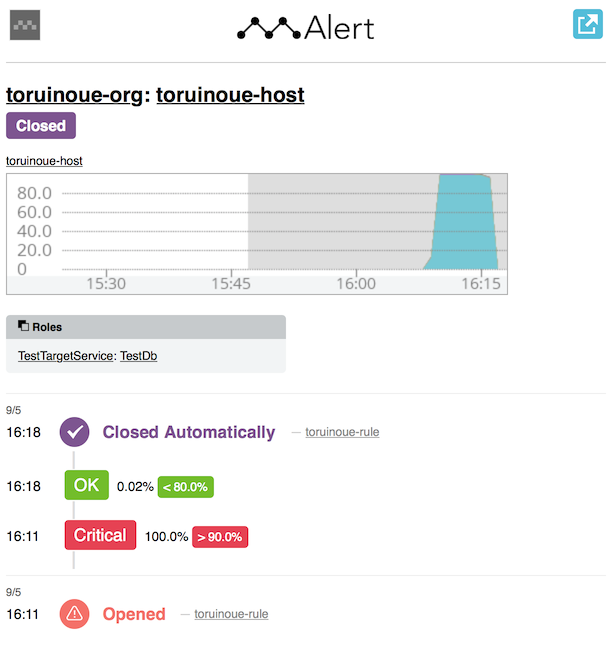 Alert
toruinoue-org: toruinoue-host
Closed
toruinoue-host
80.0
60.0
40.0
20.0
0
15:30 15:45 16:00 16:15
Roles
TestTargetService: TestDb
9/5
16:18 Closed Automatically — toruinoue-rule
16:18 OK 0.02% < 80.0%
16:11 Critical 100.0% > 90.0%
9/5
16:11 Opened — toruinoue-rule